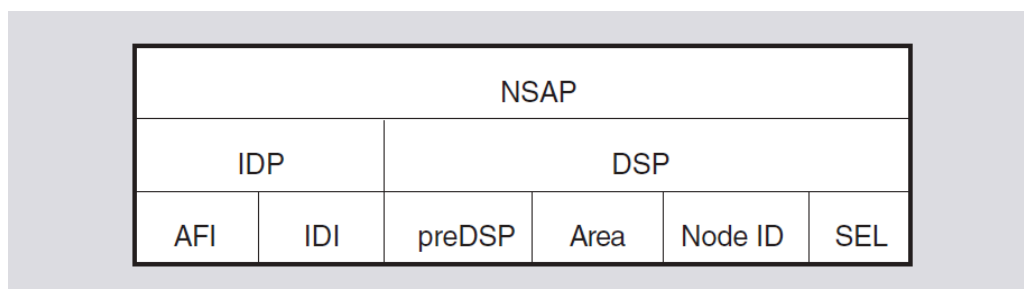 NSAP
IDP DSP
AFI IDI preDSP Area Node ID SEL